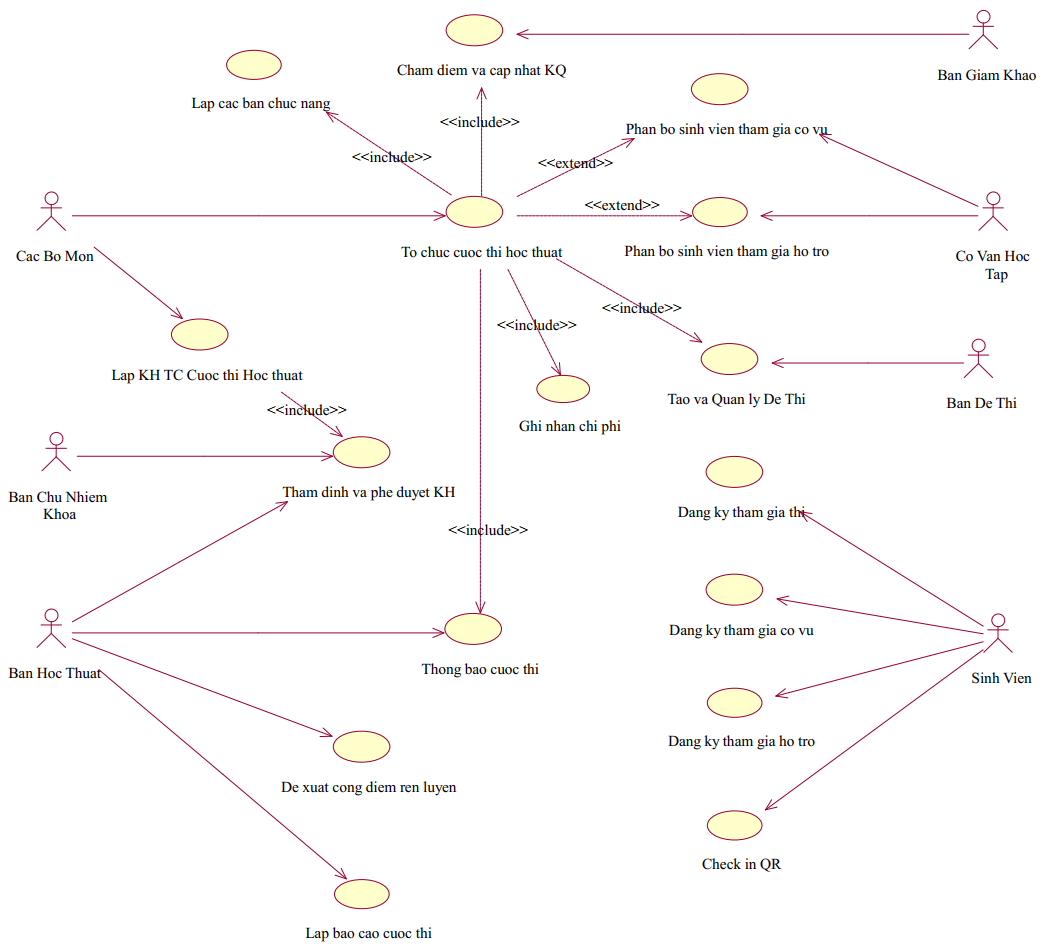 Cham diem va cap nhat KQ
Ban Giam Khao
Lap cac ban chuc nang
Phan bo sinh vien tham gia co vu
<<include>>
<<include>>
<<extend>>
<<extend>>
Cac Bo Mon
To chuc cuoc thi hoc thuat
Phan bo sinh vien tham gia ho tro
Co Van Hoc
Tap
<<include>>
<<include>>
Lap KH TC Cuoc thi Hoc thuat
Tao va Quan ly De Thi
Ban De Thi
<<include>>
Ghi nhan chi phi
Ban Chu Nhiem
Khoa
Tham dinh va phe duyet KH
Dang ky tham gia thi
<<include>>
Dang ky tham gia co vu
Ban Hoc Thuat
Thong bao cuoc thi
Sinh Vien
Dang ky tham gia ho tro
De xuat cong diem ren luyen
Check in QR
Lap bao cao cuoc thi